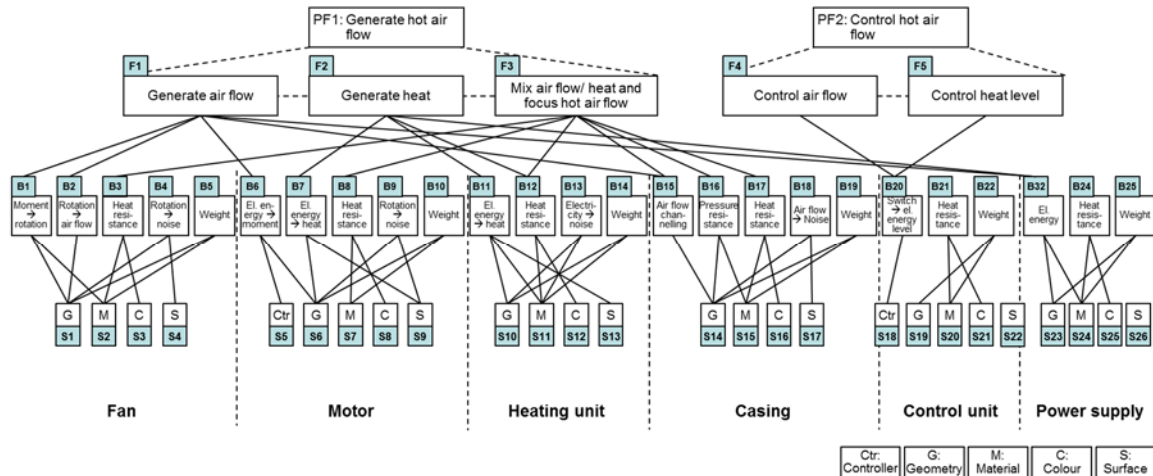 PF1: Generate hot air
flow
PF2: Control hot air
flow
F1
F2
F3
F4
F5
Generate air flow
Generate heat
Mix air flow/ heat and
focus hot air flow
Control air flow
Control heat level
B1
B2
B3
B4
B5
B6
B7
B8
B9
B10
B11
B12
B13
B14
B15
B16
B17
B18
B19
B20
B21
B22
B32
B24
B25
Moment
→
rotation
Rotation
→
air flow
Heat
resi-
stance
Rotation
→
noise
Weight
El. en-
ergy →
moment
El.
energy
→ heat
Heat
resi-
stance
Rotation
→
noise
Weight
El.
energy
→ heat
Heat
resi-
stance
Electri-
city →
noise
Weight
Air flow
chan-
nelling
Pressure
resi-
stance
Heat
resi-
stance
Air flow
→ Noise
Weight
Switch
→ el.
energy
level
Heat
resis-
tance
Weight
El.
energy
Heat
resis-
tance
Weight
G
M
C
S
Ctr
G
M
C
S
G
M
C
S
G
M
C
S
Ctr
G
M
C
S
G
M
C
S
S1
S2
S3
S4
S5
S6
S7
S8
S9
S10
S11
S12
S13
S14
S15
S16
S17
S18
S19
S20
S21
S22
S23
S24
S25
S26
Fan
Motor
Heating unit
Casing
Control unit
Power supply
Ctr:
Controller
G:
Geometry
M:
Material
C:
Colour
S:
Surface